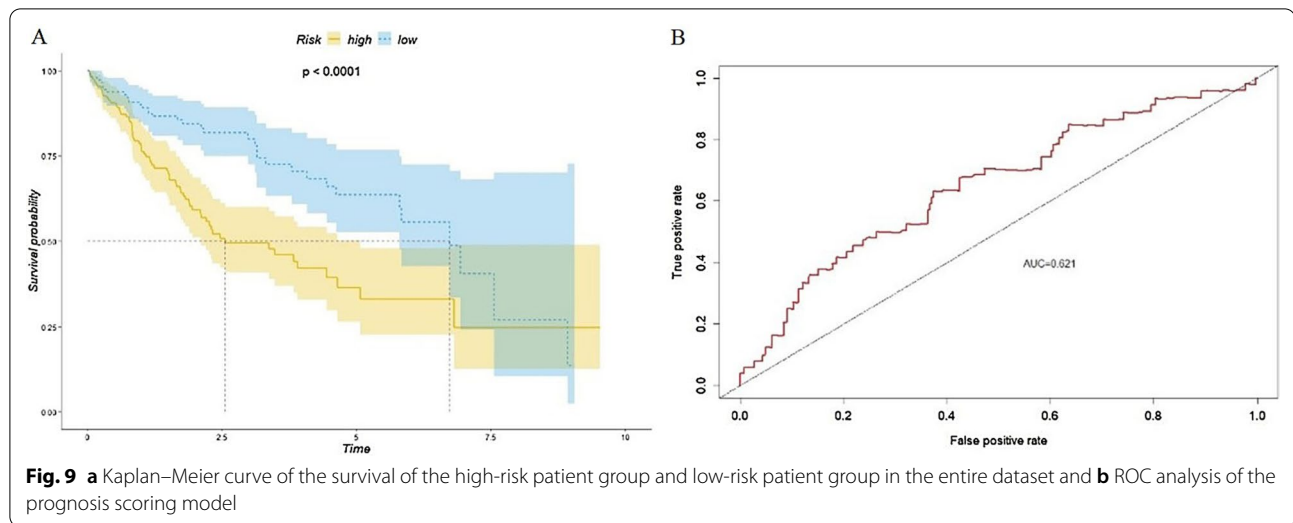 A
Risk high low
p < 0.0001
1.00
0.75
0.50
0.25
0.00
Survival probability
0 2.5 5 7.5 10
Time
B
1.0
0.8
0.6
0.4
0.2
0.0
True positive rate
AUC=0.621
0.0 0.2 0.4 0.6 0.8 1.0
False positive rate
Fig. 9 a Kaplan–Meier curve of the survival of the high-risk patient group and low-risk patient group in the entire dataset and b ROC analysis of the
prognosis scoring model